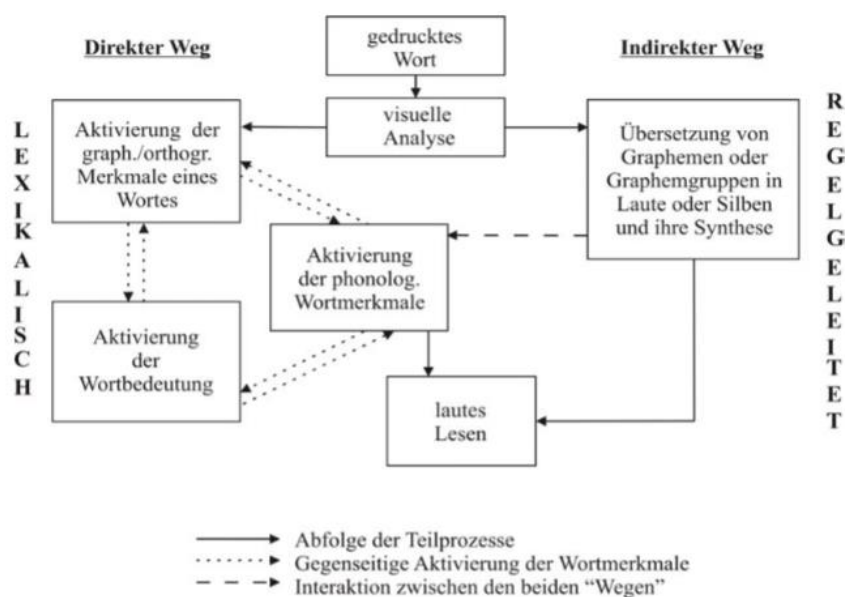 Direkter Weg
gedrucktes
Wort
Indirekter Weg
visuelle
Analyse
LEXIKALISCH
Aktivierung der
graph./orthogr.
Merkmale eines
Wortes
Übersetzung von
Graphemen oder
Graphemgruppen in
Laute oder Silben
und ihre Synthese
REGELGELEITET
Aktivierung
der phonolog.
Wortmerkmale
Aktivierung
der
Wortbedeutung
lautes
Lesen
Abfolge der Teilprozesse
Gegenseitige Aktivierung der Wortmerkmale
Interaktion zwischen den beiden “Wegen”